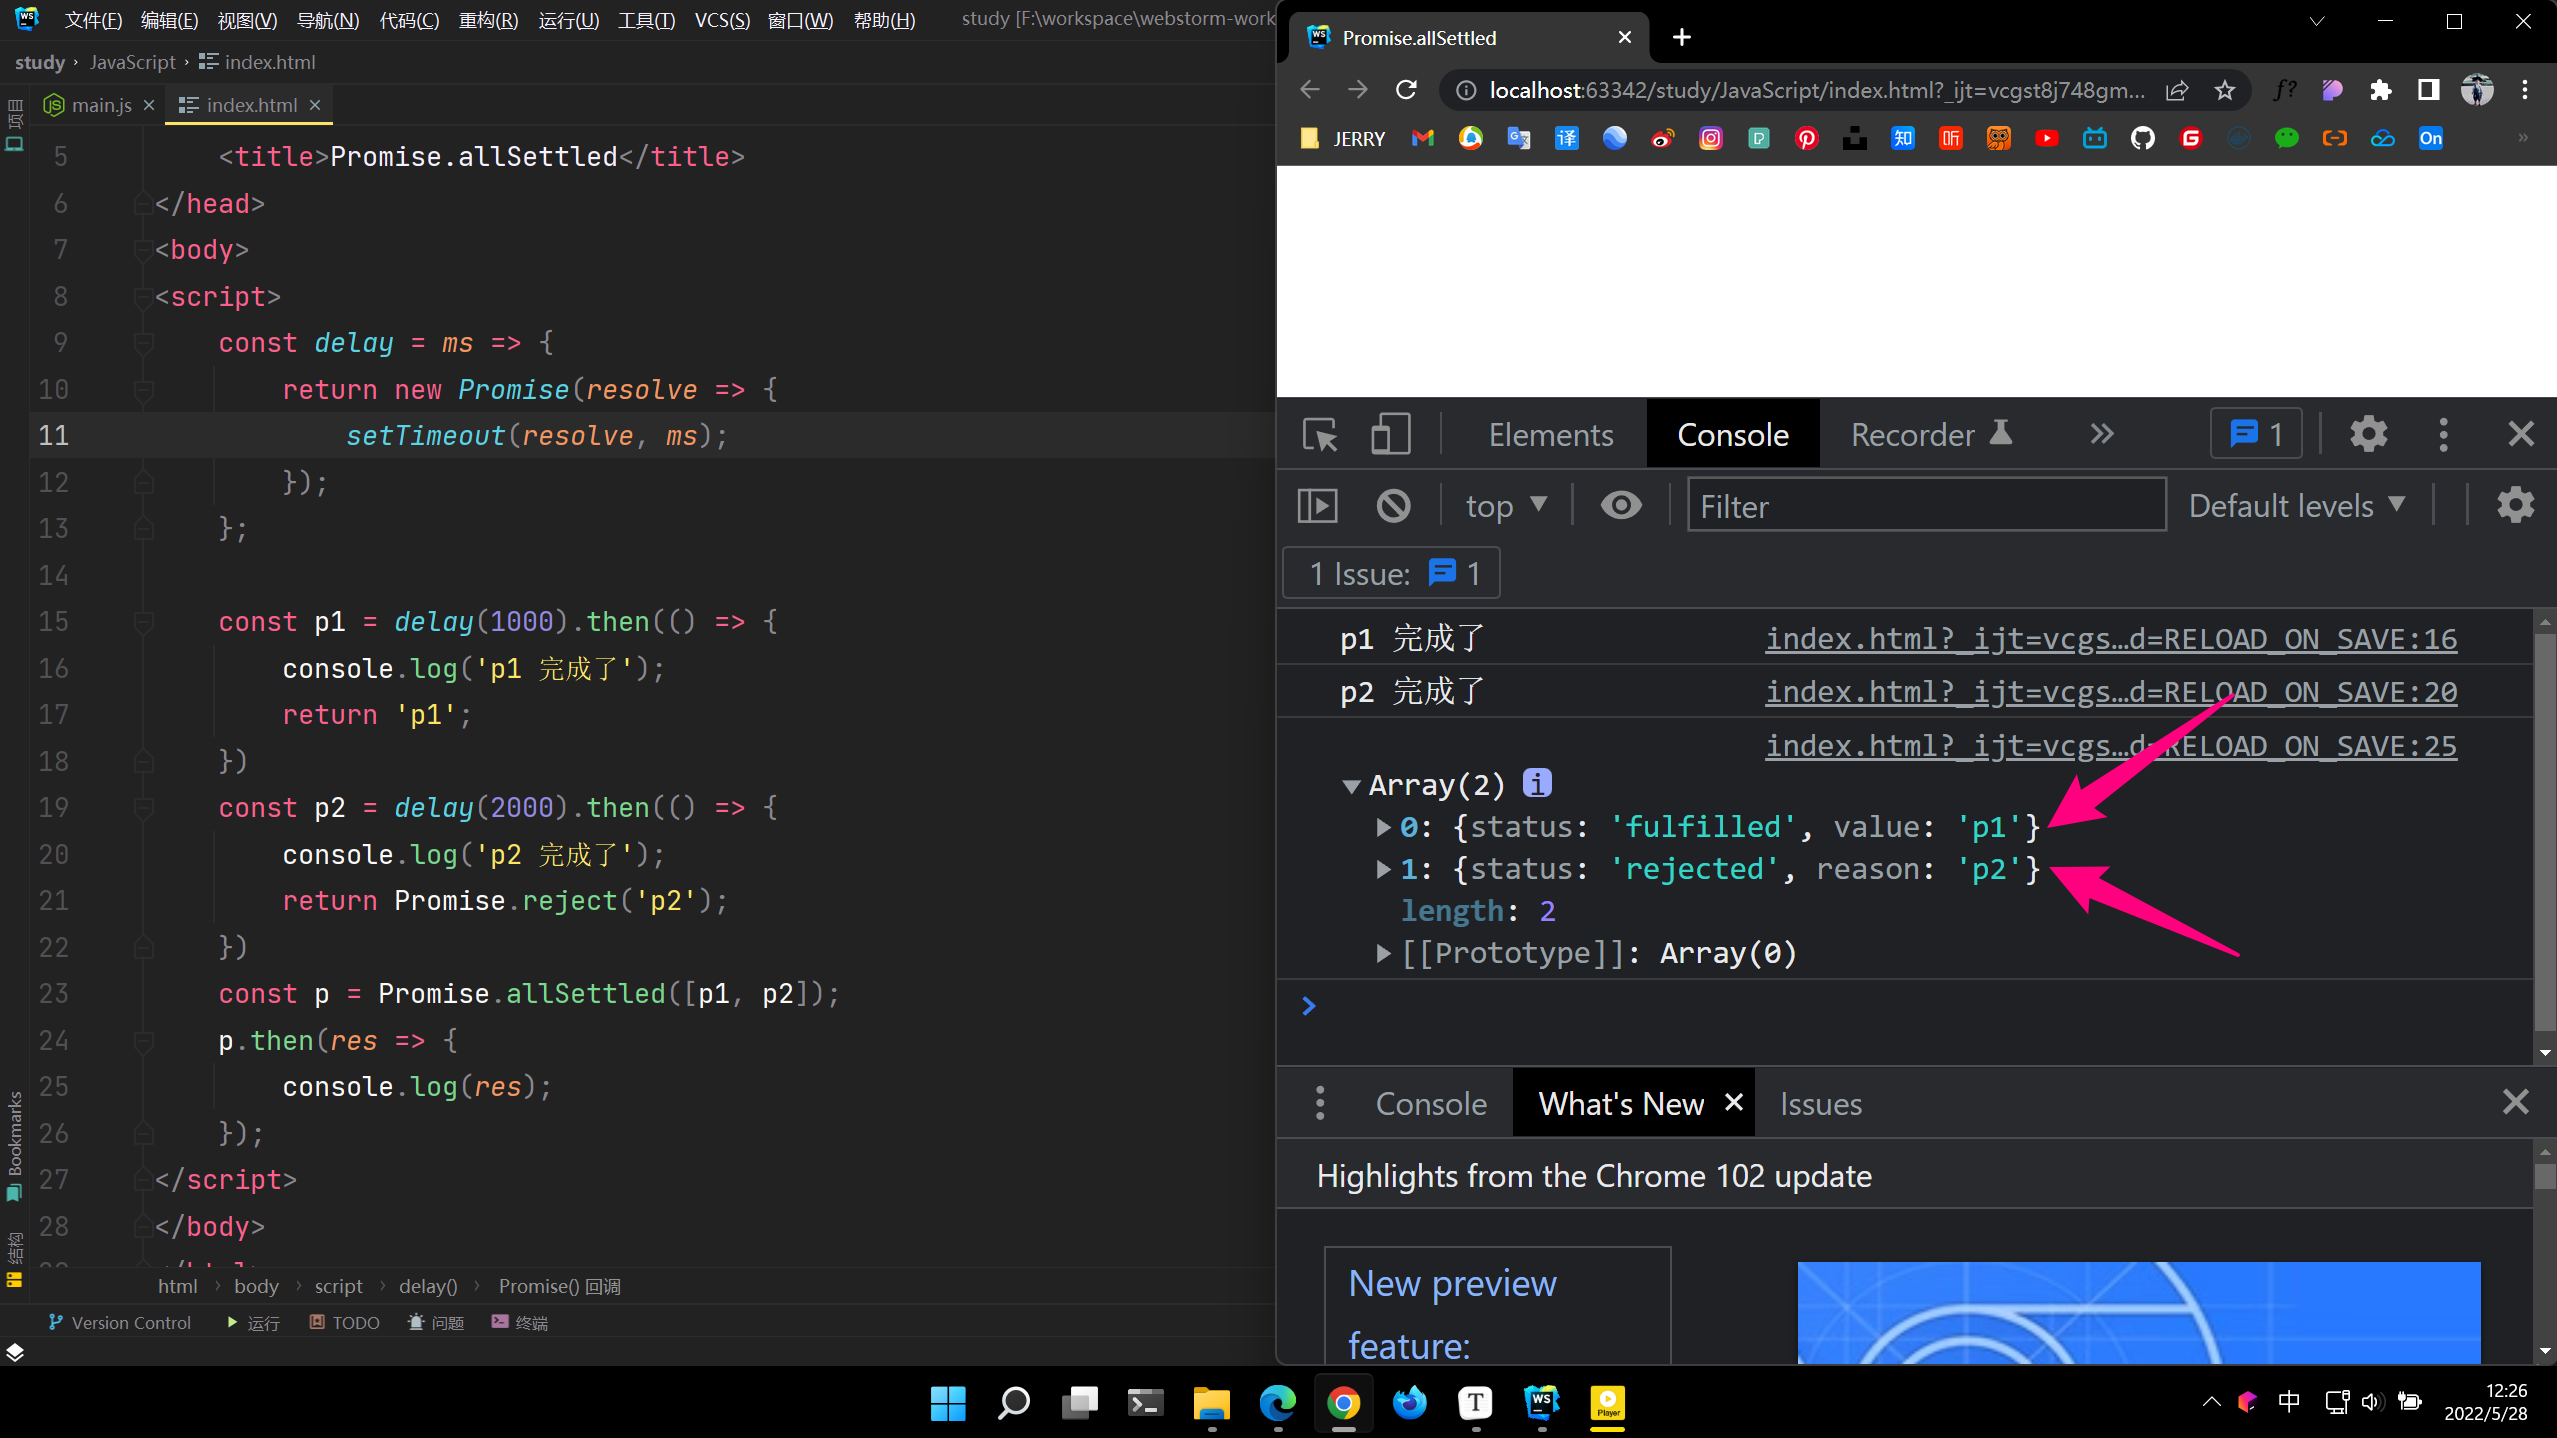 文件(F) 编辑(E) 视图(V) 导航(N) 代码(C) 重构(R) 运行(U) 工具(T) VCS(S) 窗口(W) 帮助(H) study [F:\workspace\webstorm-work
study › JavaScript › index.html
main.js × index.html ×
项目
5 <title>Promise.allSettled</title>
6 </head>
7 <body>
8 <script>
9 const delay = ms => {
10 return new Promise(resolve => {
11 setTimeout(resolve, ms);
12 });
13 };
14
15 const p1 = delay(1000).then(() => {
16 console.log('p1 完成了');
17 return 'p1';
18 })
19 const p2 = delay(2000).then(() => {
20 console.log('p2 完成了');
21 return Promise.reject('p2');
22 })
23 const p = Promise.allSettled([p1, p2]);
24 p.then(res => {
25 console.log(res);
26 });
27 </script>
28 </body>
Bookmarks
结构
html › body › script › delay() › Promise() 回调
Version Control 运行 TODO 问题 终端
Promise.allSettled
localhost:63342/study/JavaScript/index.html?_ijt=vcgst8j748gm...
f?
JERRY 译 知 听 On
Elements Console Recorder 1
top Filter Default levels
1 Issue: 1
p1 完成了 index.html?_ijt=vcgs…d=RELOAD_ON_SAVE:16
p2 完成了 index.html?_ijt=vcgs…d=RELOAD_ON_SAVE:20
index.html?_ijt=vcgs…d=RELOAD_ON_SAVE:25
Array(2) i
0: {status: 'fulfilled', value: 'p1'}
1: {status: 'rejected', reason: 'p2'}
length: 2
[[Prototype]]: Array(0)
Console What's New Issues
Highlights from the Chrome 102 update
New preview
feature:
WS
T
Player
中
12:26
2022/5/28